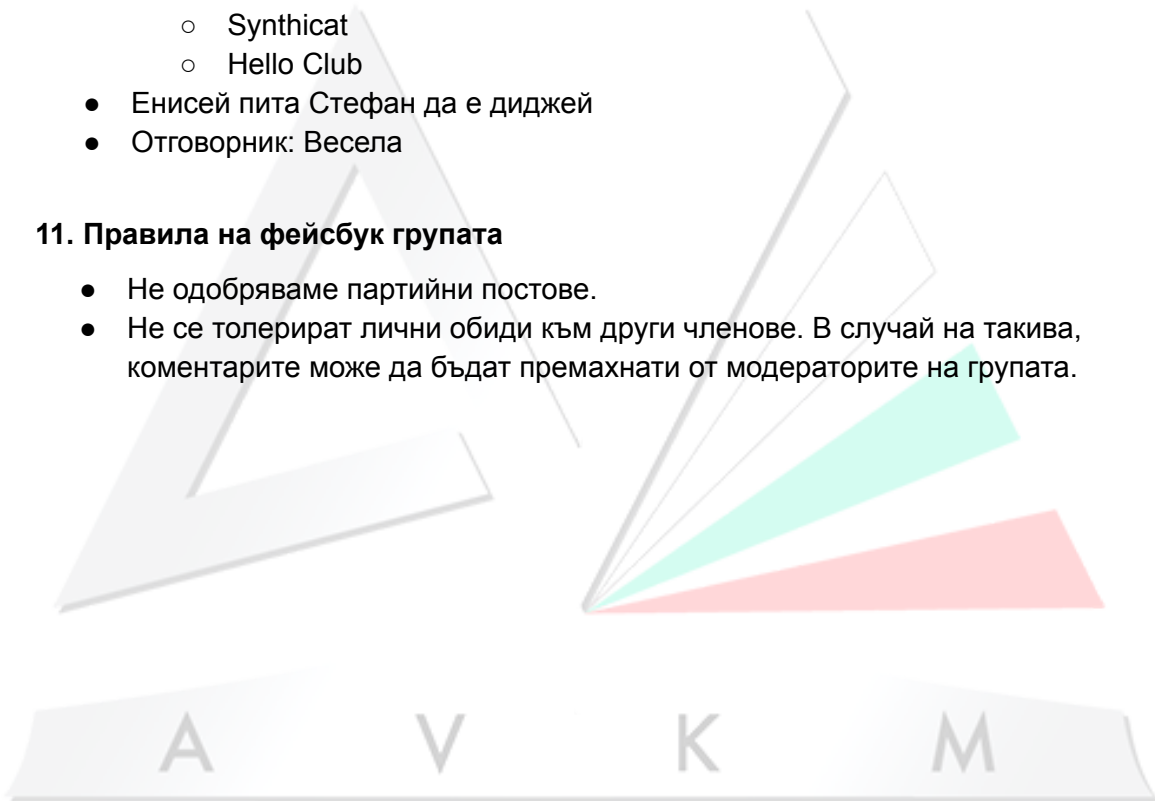 ○ Synthicat
○ Hello Club
● Енисей пита Стефан да е диджей
● Отговорник: Весела
11. Правила на фейсбук групата
● Не одобряваме партийни постове.
● Не се толерират лични обиди към други членове. В случай на такива,
коментарите може да бъдат премахнати от модераторите на групата.
A V K M